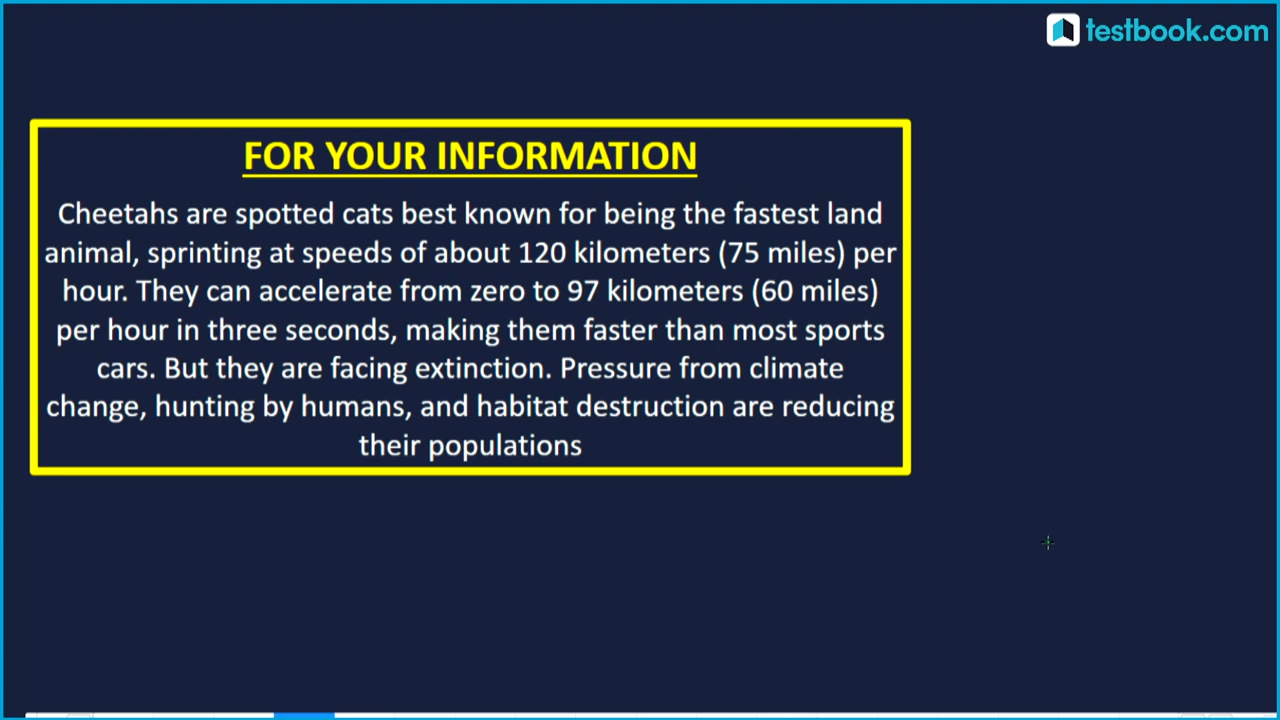 testbook.com
FOR YOUR INFORMATION
Cheetahs are spotted cats best known for being the fastest land
animal, sprinting at speeds of about 120 kilometers (75 miles) per
hour. They can accelerate from zero to 97 kilometers (60 miles)
per hour in three seconds, making them faster than most sports
cars. But they are facing extinction. Pressure from climate
change, hunting by humans, and habitat destruction are reducing
their populations